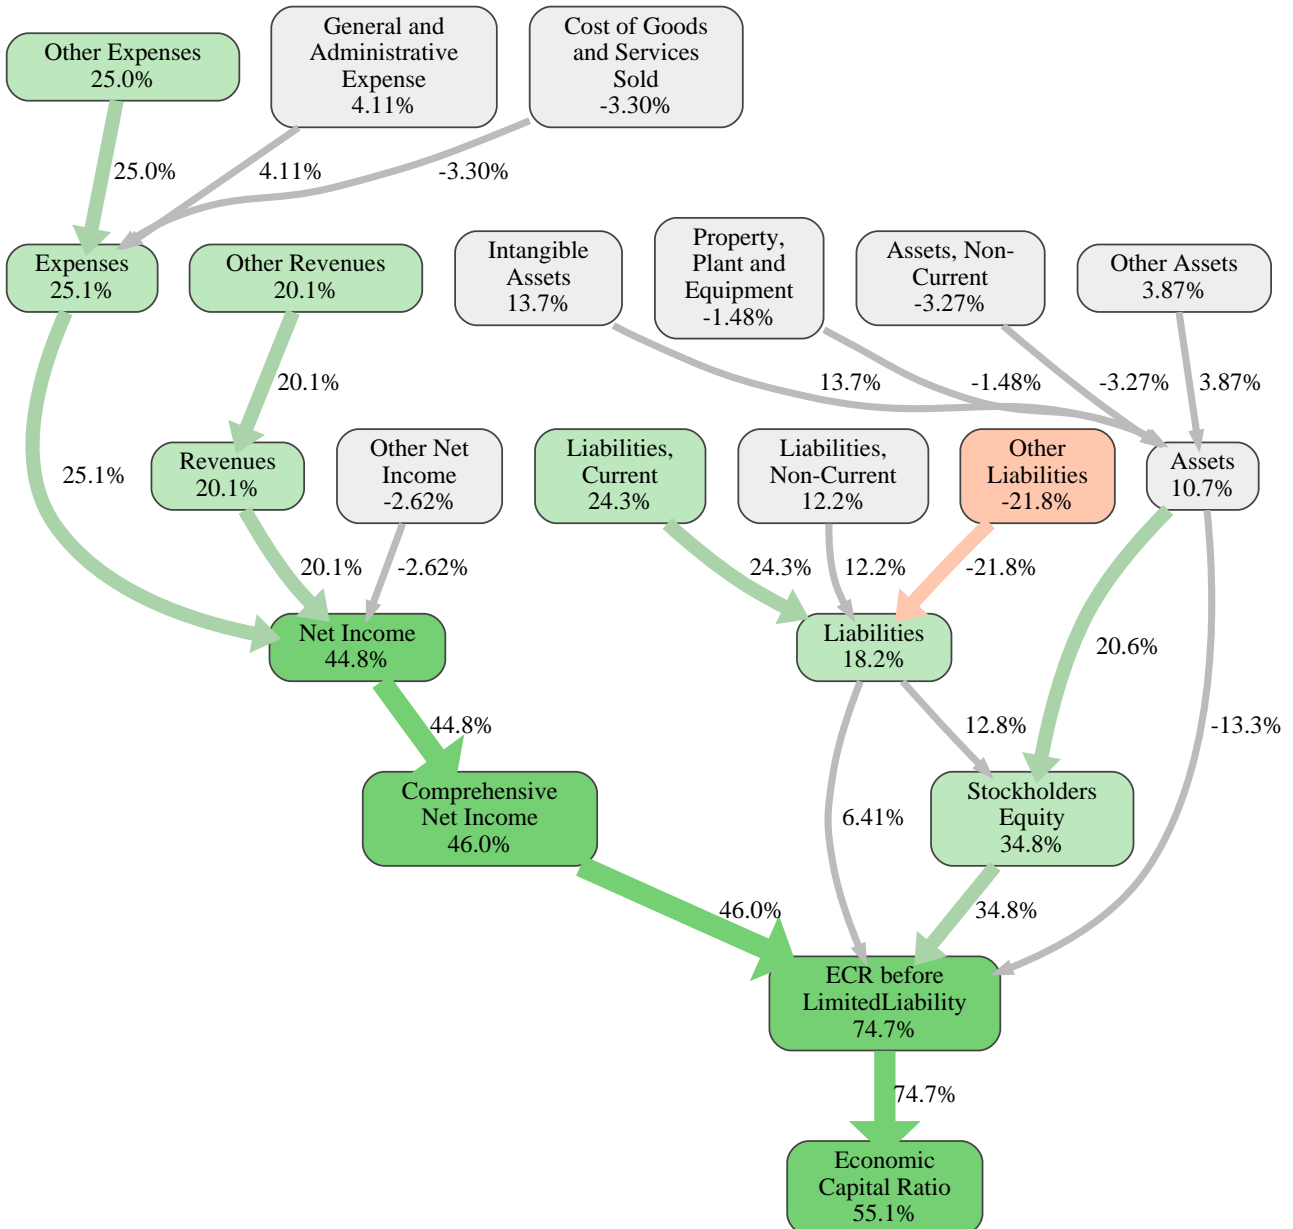 Other Expenses
25.0%
General and
Administrative
Expense
4.11%
Cost of Goods
and Services
Sold
-3.30%
25.0%
4.11%
-3.30%
Expenses
25.1%
Other Revenues
20.1%
Intangible
Assets
13.7%
Property,
Plant and
Equipment
-1.48%
Assets, Non-
Current
-3.27%
Other Assets
3.87%
20.1%
13.7%
-1.48%
-3.27%
3.87%
25.1%
Revenues
20.1%
Other Net
Income
-2.62%
Liabilities,
Current
24.3%
Liabilities,
Non-Current
12.2%
Other
Liabilities
-21.8%
Assets
10.7%
20.1%
-2.62%
24.3%
12.2%
-21.8%
Net Income
44.8%
Liabilities
18.2%
20.6%
44.8%
12.8%
-13.3%
Comprehensive
Net Income
46.0%
6.41%
Stockholders
Equity
34.8%
46.0%
34.8%
ECR before
LimitedLiability
74.7%
74.7%
Economic
Capital Ratio
55.1%